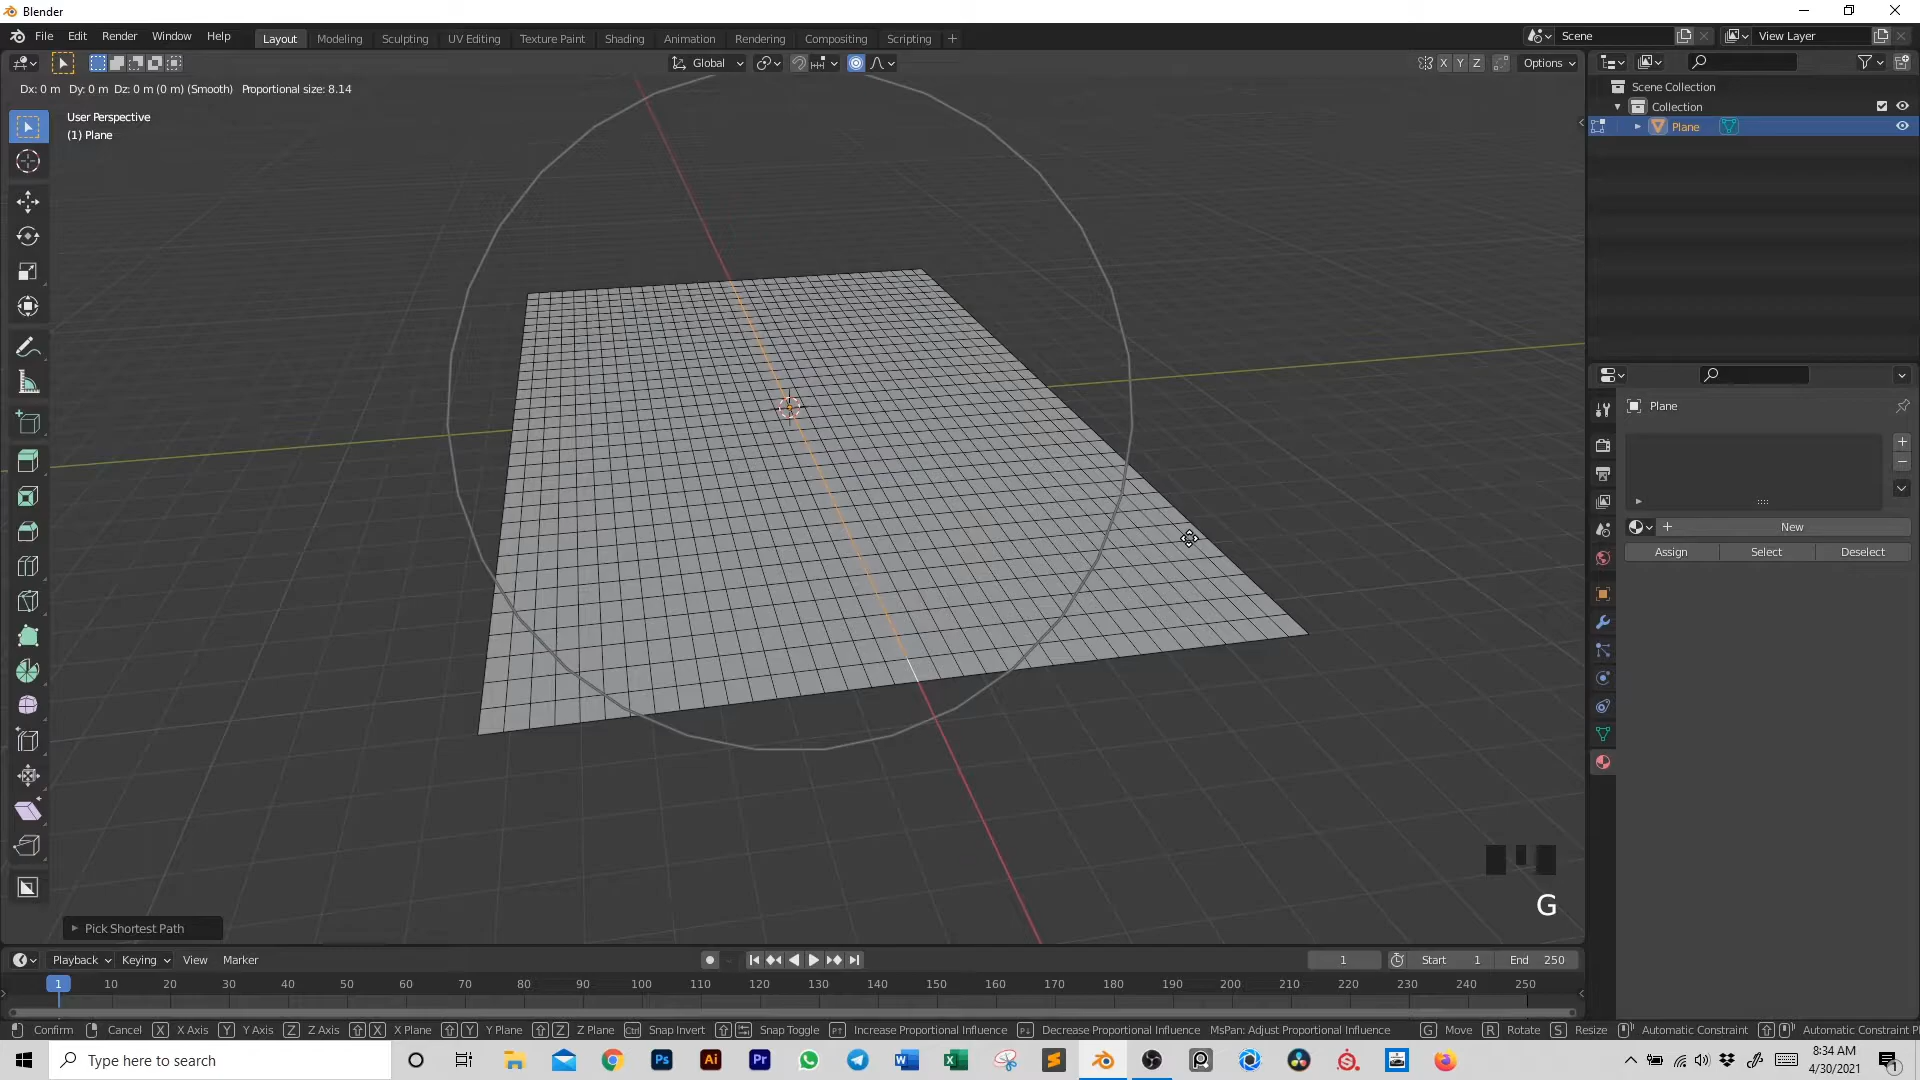 Blender
File Edit Render Window Help
Layout Modeling Sculpting UV Editing Texture Paint Shading Animation Rendering Compositing Scripting +
Scene
View Layer
Global
X Y Z Options
Dx: 0 m Dy: 0 m Dz: 0 m (0 m) (Smooth) Proportional size: 8.14
User Perspective
(1) Plane
Scene Collection
Collection
Plane
Plane
New
Assign Select Deselect
G
Pick Shortest Path
Playback Keying View Marker
1 Start 1 End 250
1 10 20 30 40 50 60 70 80 90 100 110 120 130 140 150 160 170 180 190 200 210 220 230 240 250
Confirm Cancel X X Axis Y Y Axis Z Z Axis X X Plane Y Y Plane Z Z Plane Ctrl Snap Invert Snap Toggle Increase Proportional Influence Decrease Proportional Influence MsPan: Adjust Proportional Influence G Move R Rotate S Resize Automatic Constraint Automatic Constraint P
Type here to search
Ps Ai Pr
8:34 AM
4/30/2021